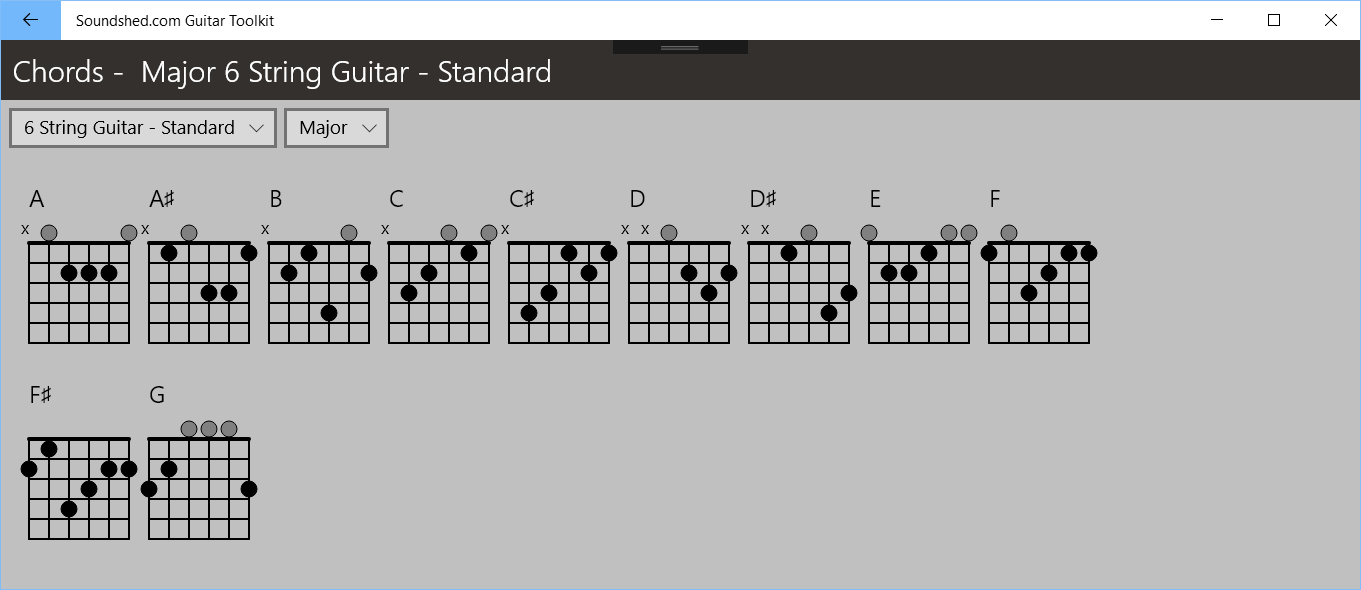 Soundshed.com Guitar Toolkit
Chords -  Major 6 String Guitar - Standard
6 String Guitar - Standard Major
A A♯ B C C♯ D D♯ E F
x x x x x x x x x
F♯ G